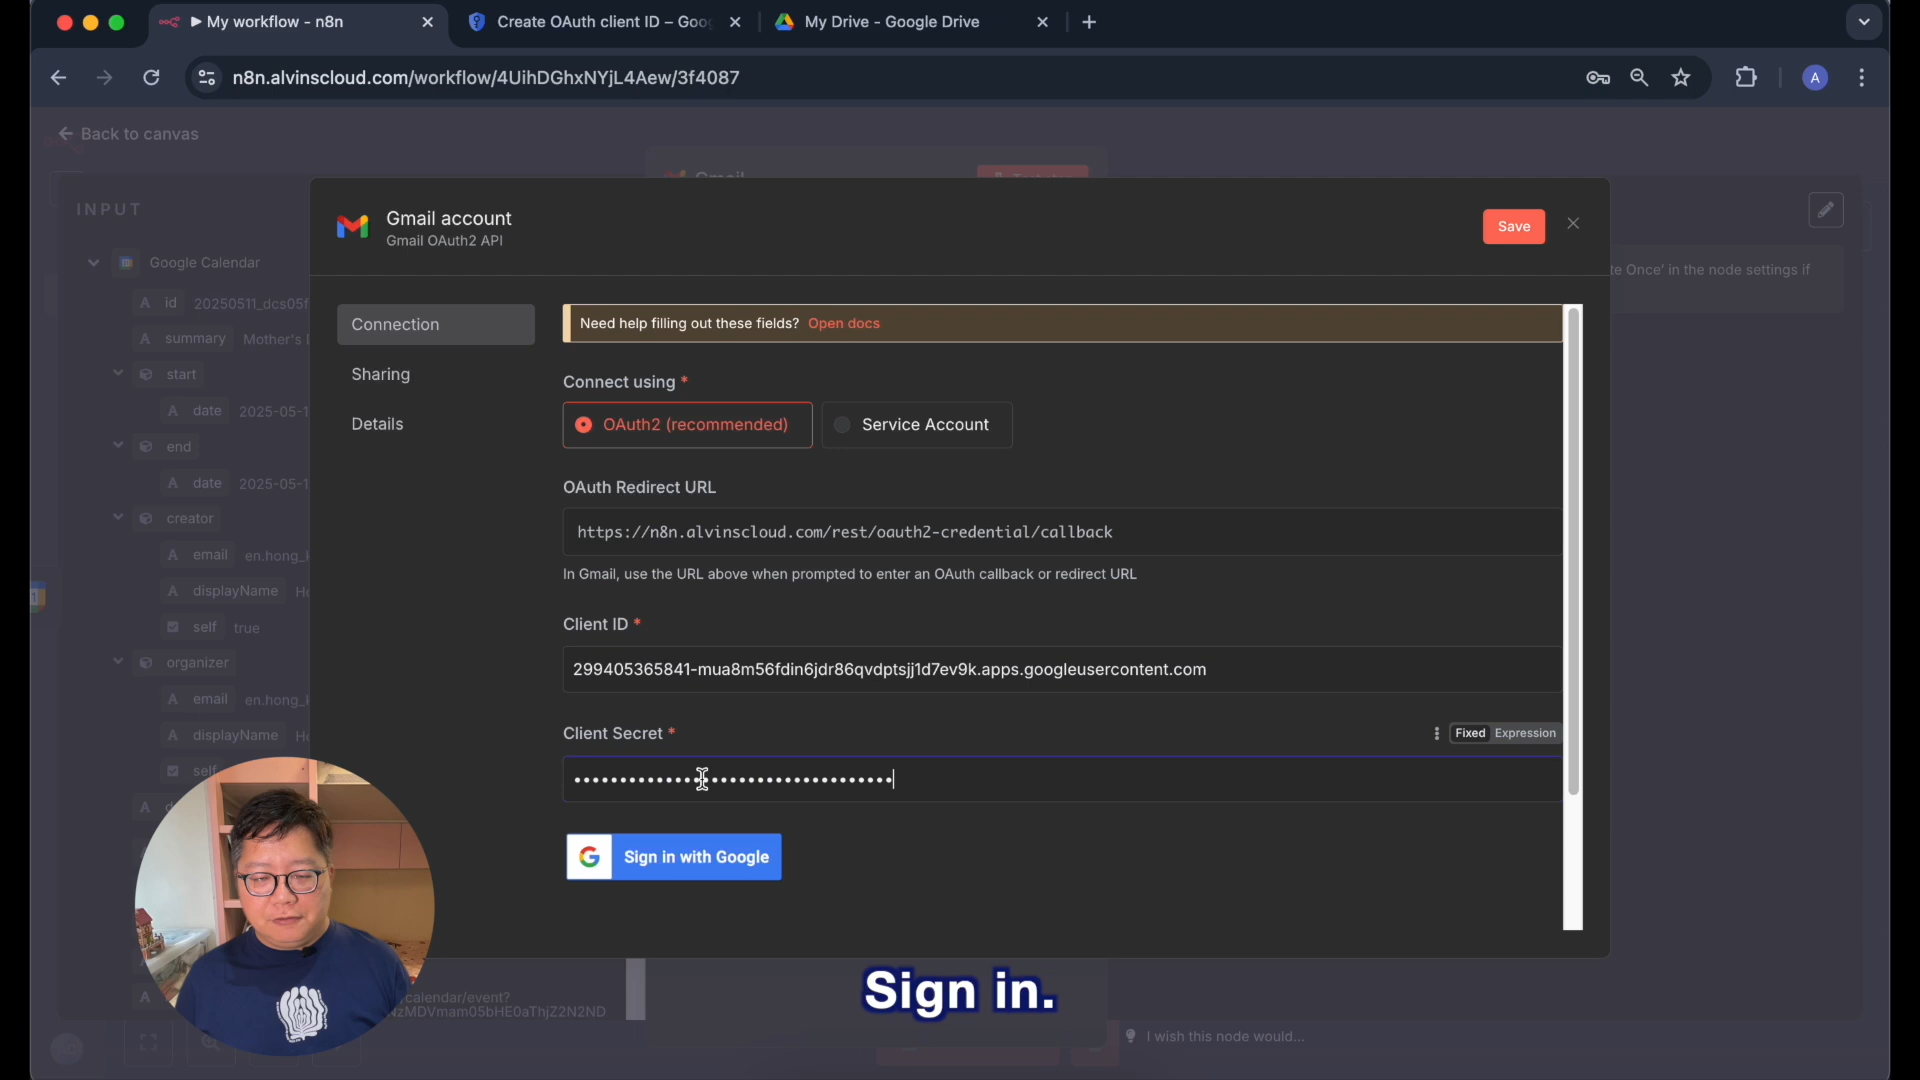 My workflow - n8n
Create OAuth client ID – Goo
My Drive - Google Drive
n8n.alvinscloud.com/workflow/4UihDGhxNYjL4Aew/3f4087
A
Back to canvas
Gmail
INPUT
Google Calendar
A id 20250511_dcs05f
A summary Mother's
start
A date 2025-05-1
end
A date 2025-05-1
creator
A email en.hong_
A displayName
self true
organizer
A email en.hong_
A displayName
self
A
calendar/event?
NzMDVmam05bHE0aThjZ2N2ND
te Once' in the node settings if
Gmail account
Gmail OAuth2 API
Save
Connection
Sharing
Details
Need help filling out these fields? Open docs
Connect using *
OAuth2 (recommended)
Service Account
OAuth Redirect URL
https://n8n.alvinscloud.com/rest/oauth2-credential/callback
In Gmail, use the URL above when prompted to enter an OAuth callback or redirect URL
Client ID *
299405365841-mua8m56fdin6jdr86qvdptsjj1d7ev9k.apps.googleusercontent.com
Client Secret *
Fixed Expression
••••••••••••••••••••••••••••••••••••
G Sign in with Google
Sign in.
I wish this node would...